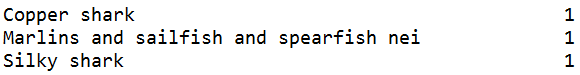 Copper shark 1
Marlins and sailfish and spearfish nei 1
Silky shark 1